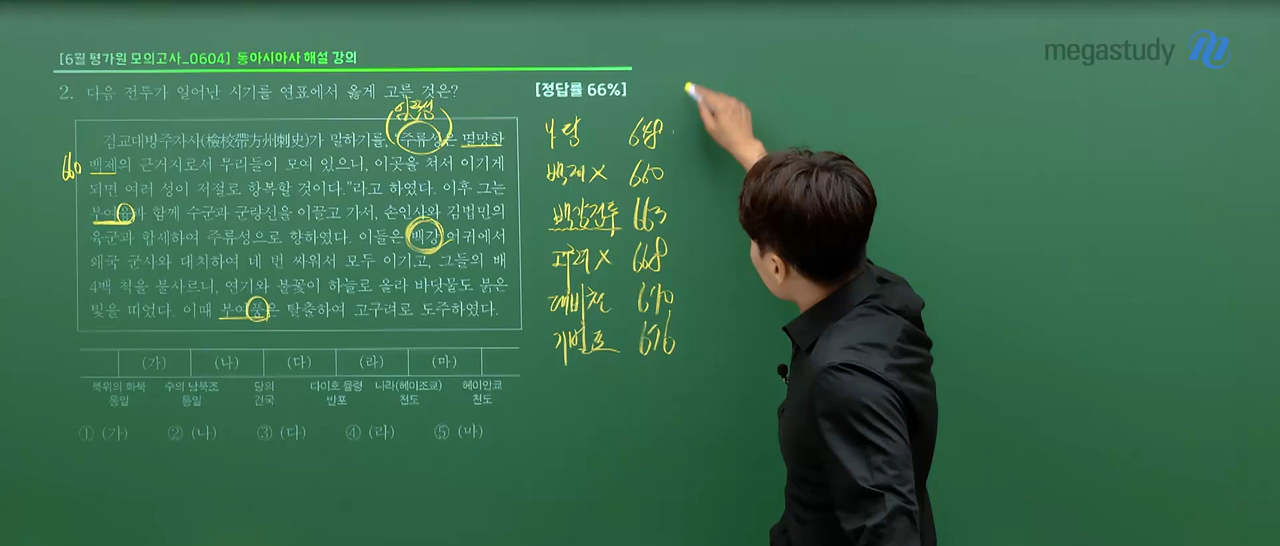 [6월 평가원 모의고사_0604] 동아시아사 해설 강의
megastudy
2. 다음 전투가 일어난 시기를 연표에서 옳게 고른 것은?
[정답률 66%]
임존성
검교대방주자사(檢校帶方州刺史)가 말하기를, "주류성은 멸망한
660 백제의 근거지로서 무리들이 모여 있으니, 이곳을 쳐서 이기게
되면 여러 성이 저절로 항복할 것이다."라고 하였다. 이후 그는
부여융과 함께 수군과 군량선을 이끌고 가서, 손인사와 김법민의
육군과 합세하여 주류성으로 향하였다. 이들은 백강 어귀에서
왜국 군사와 대치하여 네 번 싸워서 모두 이기고, 그들의 배
4백 척을 불사르니, 연기와 불꽃이 하늘로 올라 바닷물도 붉은
빛을 띠었다. 이때 부여풍은 탈출하여 고구려로 도주하였다.
나당 648
백제 X 660
백강전투 663
고구려 X 668
매비천 670
기벌포 676
(가) (나) (다) (라) (마)
북위의 화북 통일
수의 남북조 통일
당의 건국
다이호 율령 반포
나라(헤이조쿄) 천도
헤이안쿄 천도
① (가) ② (나) ③ (다) ④ (라) ⑤ (마)